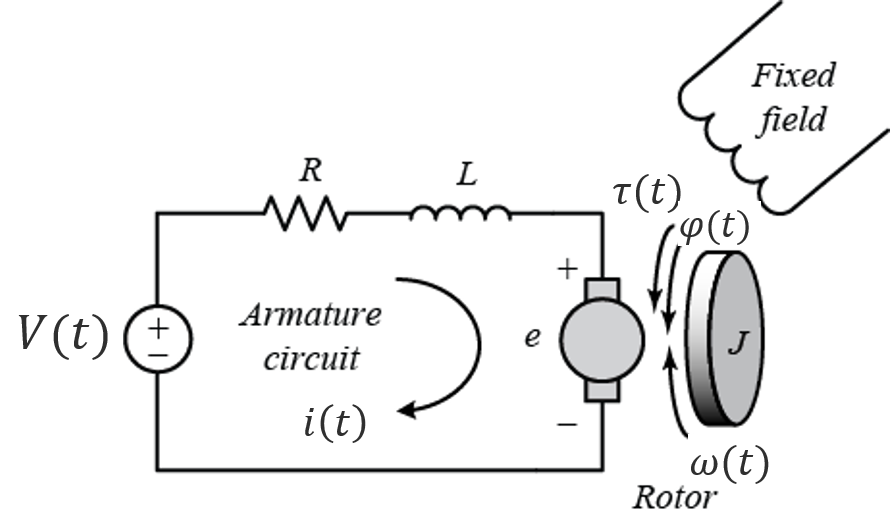 Fixed
field
R
L
τ(t)
φ(t)
+
V(t)
+
−
Armature
circuit
e
J
i(t)
−
ω(t)
Rotor